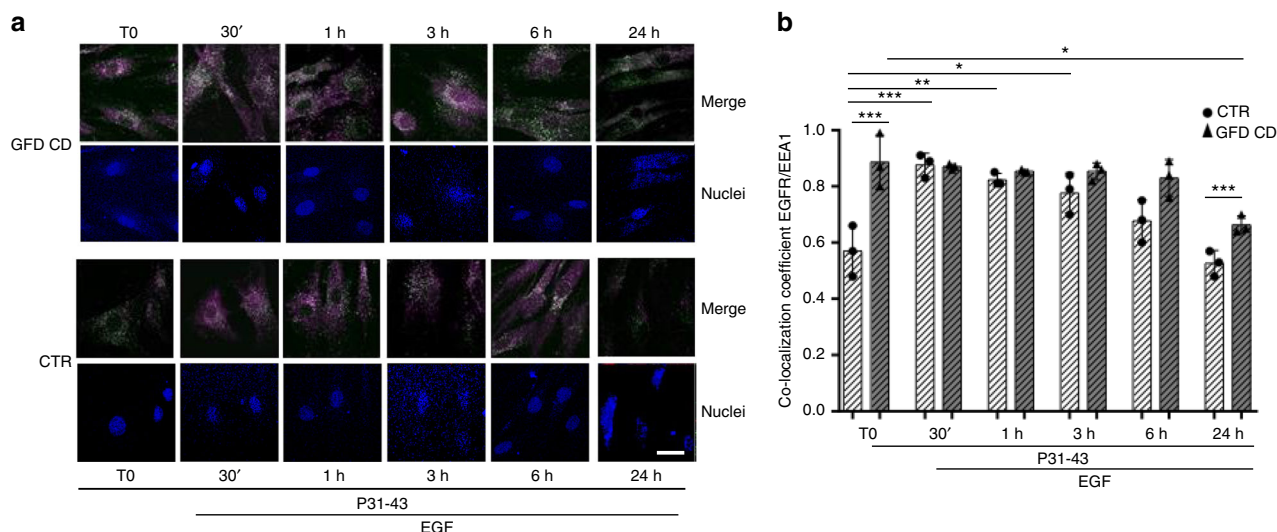 a
T0 30′ 1 h 3 h 6 h 24 h
GFD CD
Merge
Nuclei
CTR
Merge
Nuclei
T0 30′ 1 h 3 h 6 h 24 h
P31-43
EGF
b
*
*
**
***
***
***
CTR
GFD CD
Co-localization coefficient EGFR/EEA1
1.0
0.8
0.6
0.4
0.2
0.0
T0 30′ 1 h 3 h 6 h 24 h
P31-43
EGF